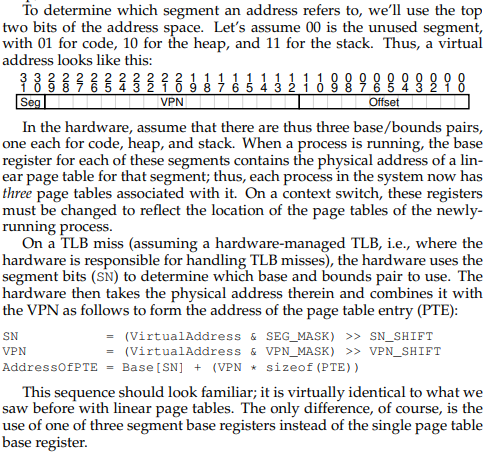 To determine which segment an address refers to, we'll use the top
two bits of the address space. Let's assume 00 is the unused segment,
with 01 for code, 10 for the heap, and 11 for the stack. Thus, a virtual
address looks like this:
3 3 2 2 2 2 2 2 2 2 2 2 1 1 1 1 1 1 1 1 1 1 0 0 0 0 0 0 0 0 0 0
1 0 9 8 7 6 5 4 3 2 1 0 9 8 7 6 5 4 3 2 1 0 9 8 7 6 5 4 3 2 1 0
Seg VPN Offset
In the hardware, assume that there are thus three base/bounds pairs,
one each for code, heap, and stack. When a process is running, the base
register for each of these segments contains the physical address of a lin-
ear page table for that segment; thus, each process in the system now has
three page tables associated with it. On a context switch, these registers
must be changed to reflect the location of the page tables of the newly-
running process.
On a TLB miss (assuming a hardware-managed TLB, i.e., where the
hardware is responsible for handling TLB misses), the hardware uses the
segment bits (SN) to determine which base and bounds pair to use. The
hardware then takes the physical address therein and combines it with
the VPN as follows to form the address of the page table entry (PTE):
SN = (VirtualAddress & SEG_MASK) >> SN_SHIFT
VPN = (VirtualAddress & VPN_MASK) >> VPN_SHIFT
AddressOfPTE = Base[SN] + (VPN * sizeof(PTE))
This sequence should look familiar; it is virtually identical to what we
saw before with linear page tables. The only difference, of course, is the
use of one of three segment base registers instead of the single page table
base register.